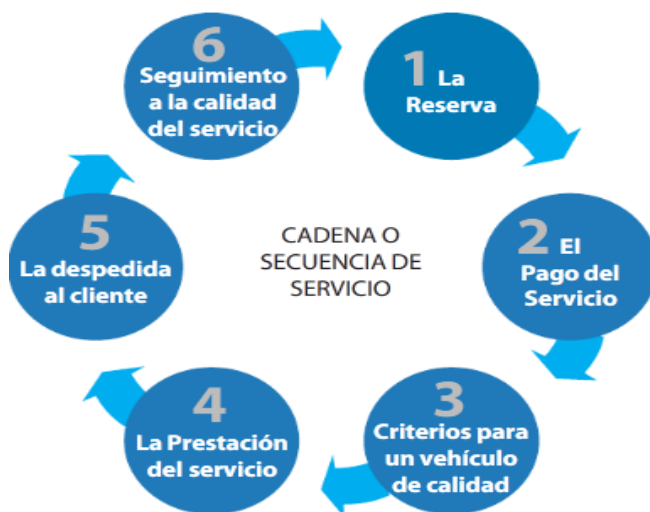 1 La
Reserva
2 El
Pago del
Servicio
3
Criterios para
un vehículo
de calidad
4
La Prestación
del servicio
5
La despedida
al cliente
6
Seguimiento
a la calidad
del servicio
CADENA O
SECUENCIA DE
SERVICIO